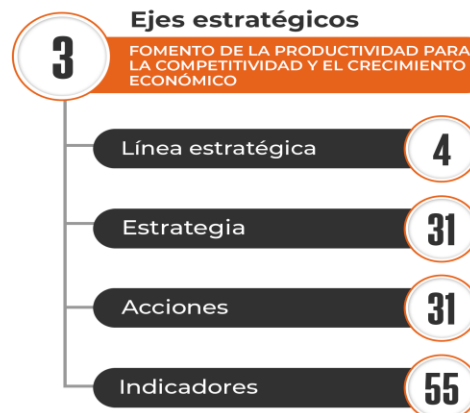 Ejes estratégicos
3
FOMENTO DE LA PRODUCTIVIDAD PARA
LA COMPETITIVIDAD Y EL CRECIMIENTO
ECONÓMICO
Línea estratégica 4
Estrategia 31
Acciones 31
Indicadores 55